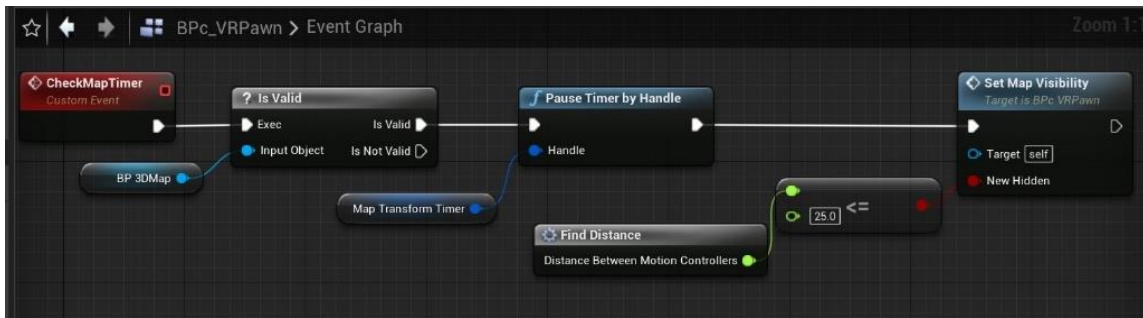 BPc_VRPawn > Event Graph
CheckMapTimer
Custom Event
? Is Valid
Exec
Is Valid
Input Object
Is Not Valid
BP 3DMap
Map Transform Timer
f Pause Timer by Handle
Handle
Find Distance
Distance Between Motion Controllers
25.0
<=
Set Map Visibility
Target is BPc VRPawn
Target self
New Hidden